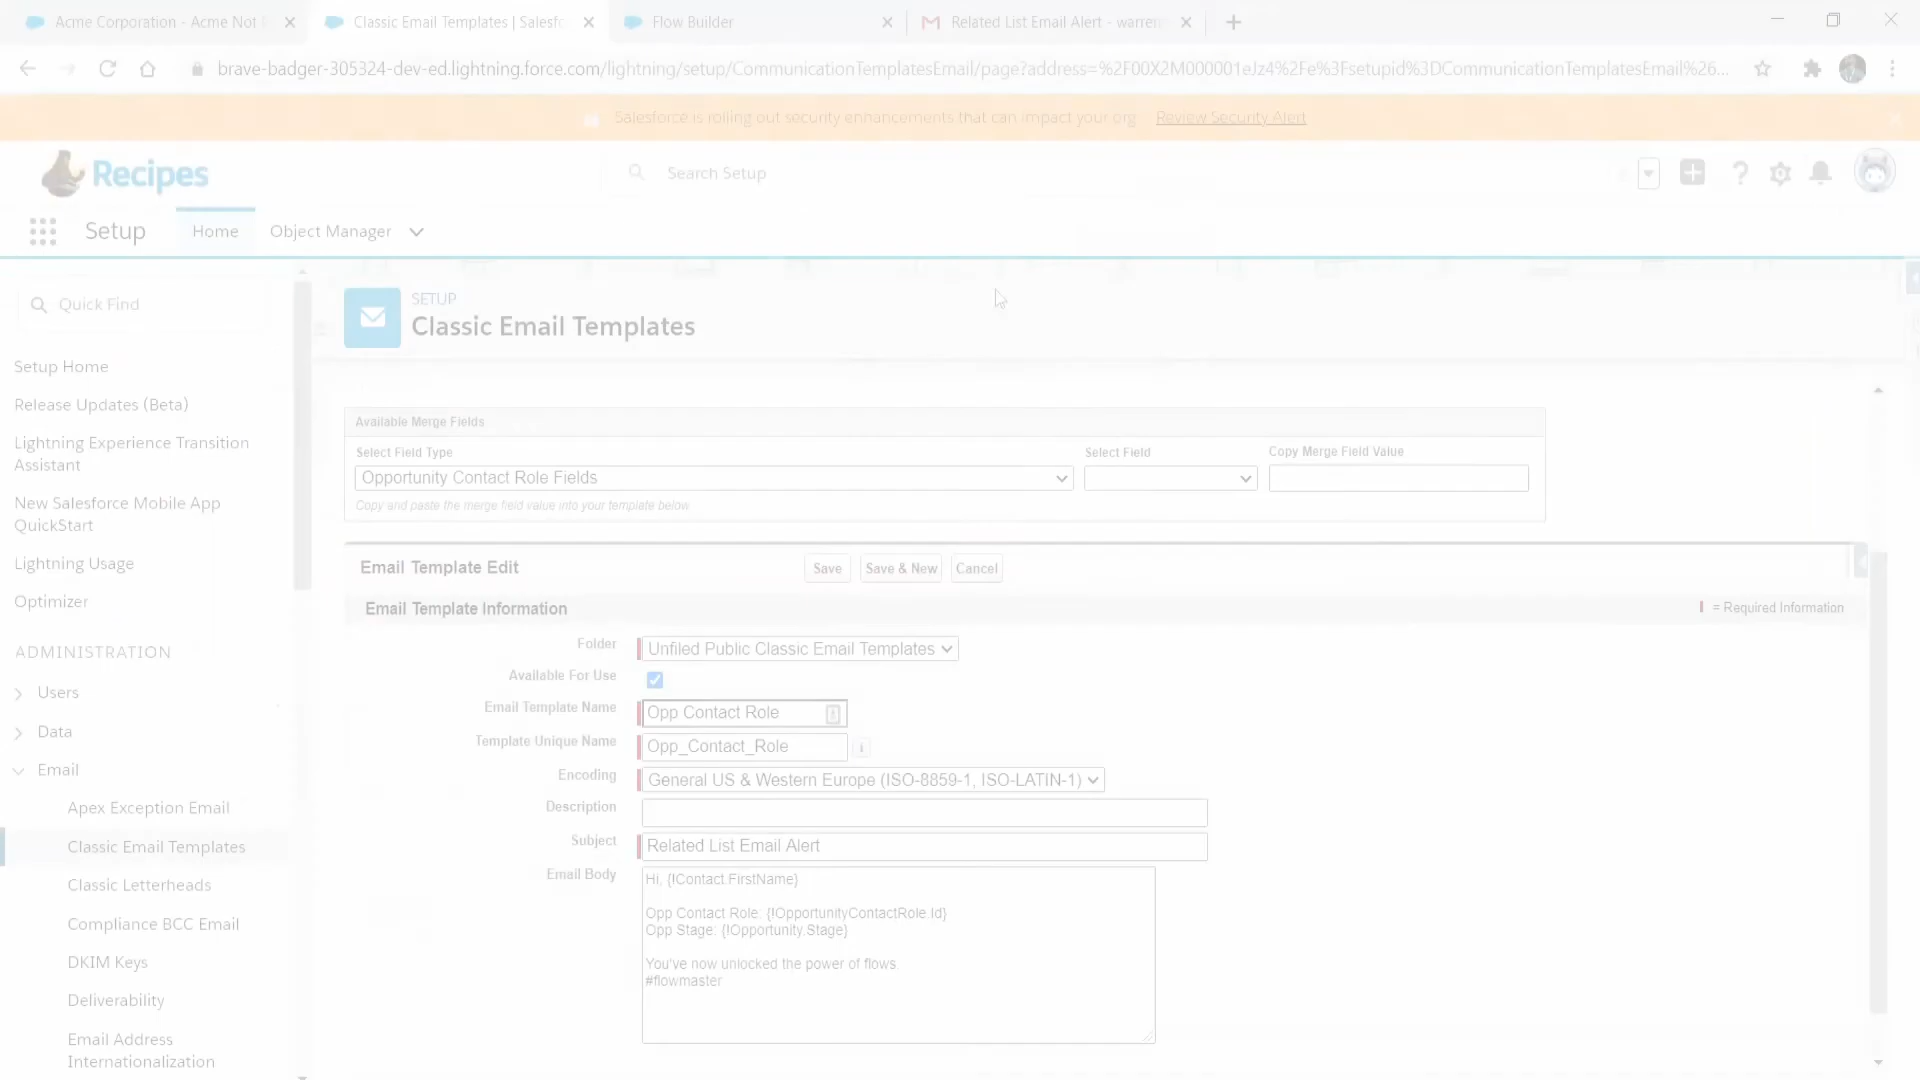 Acme Corporation - Acme Not
Classic Email Templates | Salesfo
Flow Builder
Related List Email Alert - warren
brave-badger-305324-dev-ed.lightning.force.com/lightning/setup/CommunicationTemplatesEmail/page?address=%2F00X2M000001eJz4%2Fe%3Fsetupid%3DCommunicationTemplatesEmail%26...
Salesforce is rolling out security enhancements that can impact your org. Review Security Alert
Recipes
Search Setup
Setup
Home
Object Manager
Quick Find
SETUP
Classic Email Templates
Setup Home
Release Updates (Beta)
Lightning Experience Transition
Assistant
New Salesforce Mobile App
QuickStart
Lightning Usage
Optimizer
ADMINISTRATION
Users
Data
Email
Apex Exception Email
Classic Email Templates
Classic Letterheads
Compliance BCC Email
DKIM Keys
Deliverability
Email Address
Internationalization
Available Merge Fields
Select Field Type
Select Field
Copy Merge Field Value
Opportunity Contact Role Fields
Copy and paste the merge field value into your template below.
Email Template Edit
Save
Save & New
Cancel
Email Template Information
= Required Information
Folder
Unfiled Public Classic Email Templates
Available For Use
Email Template Name
Opp Contact Role
Template Unique Name
Opp_Contact_Role
i
Encoding
General US & Western Europe (ISO-8859-1, ISO-LATIN-1)
Description
Subject
Related List Email Alert
Email Body
Hi, {!Contact.FirstName}
Opp Contact Role: {!OpportunityContactRole.Id}
Opp Stage: {!Opportunity.Stage}
You've now unlocked the power of flows.
#flowmaster